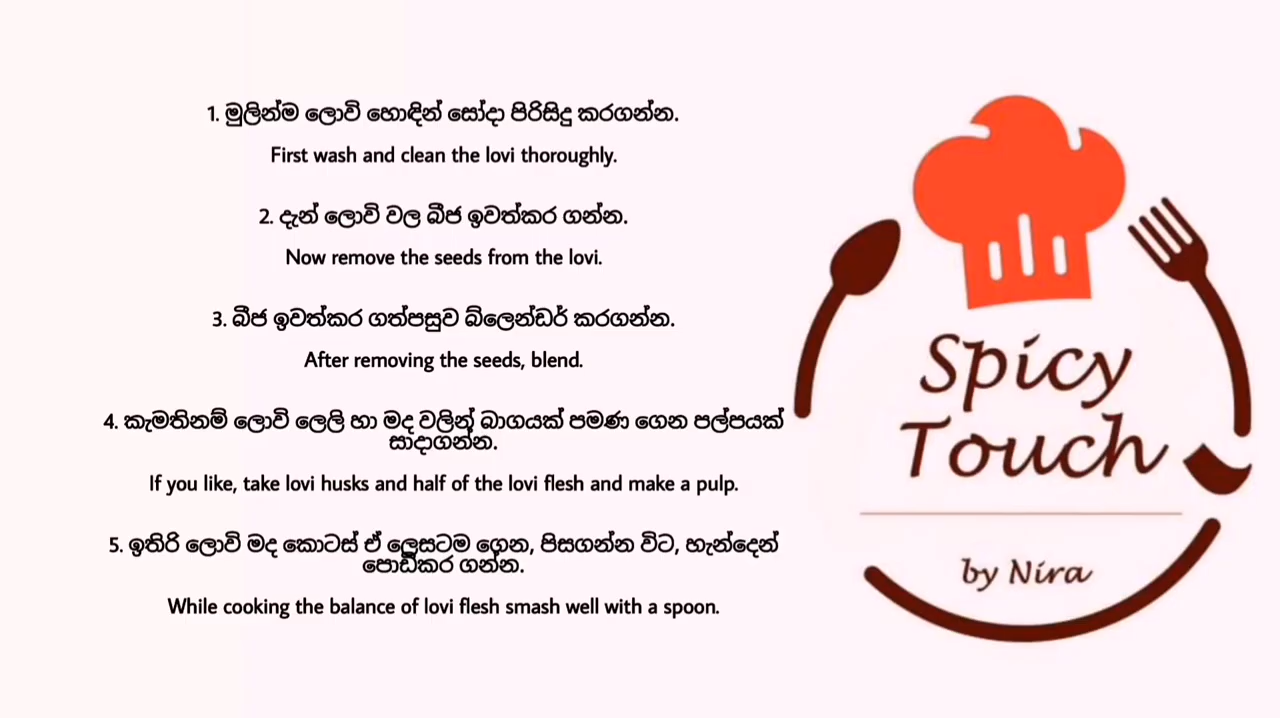 1. මුලින්ම ලොවි හොඳින් සෝදා පිරිසිදු කරගන්න.
First wash and clean the lovi thoroughly.
2. දැන් ලොවි වල බීජ ඉවත්කර ගන්න.
Now remove the seeds from the lovi.
3. බීජ ඉවත්කර ගත්පසුව බ්ලෙන්ඩර් කරගන්න.
After removing the seeds, blend.
4. කැමතිනම් ලොවි ලෙලි හා මද වලින් බාගයක් පමණ ගෙන පල්පයක්
සාදාගන්න.
If you like, take lovi husks and half of the lovi flesh and make a pulp.
5. ඉතිරි ලොවි මද කොටස් ඒ ලෙසටම ගෙන, පිසගන්න විට, හැන්දෙන්
පොඩිකර ගන්න.
While cooking the balance of lovi flesh smash well with a spoon.
Spicy
Touch
by Nira